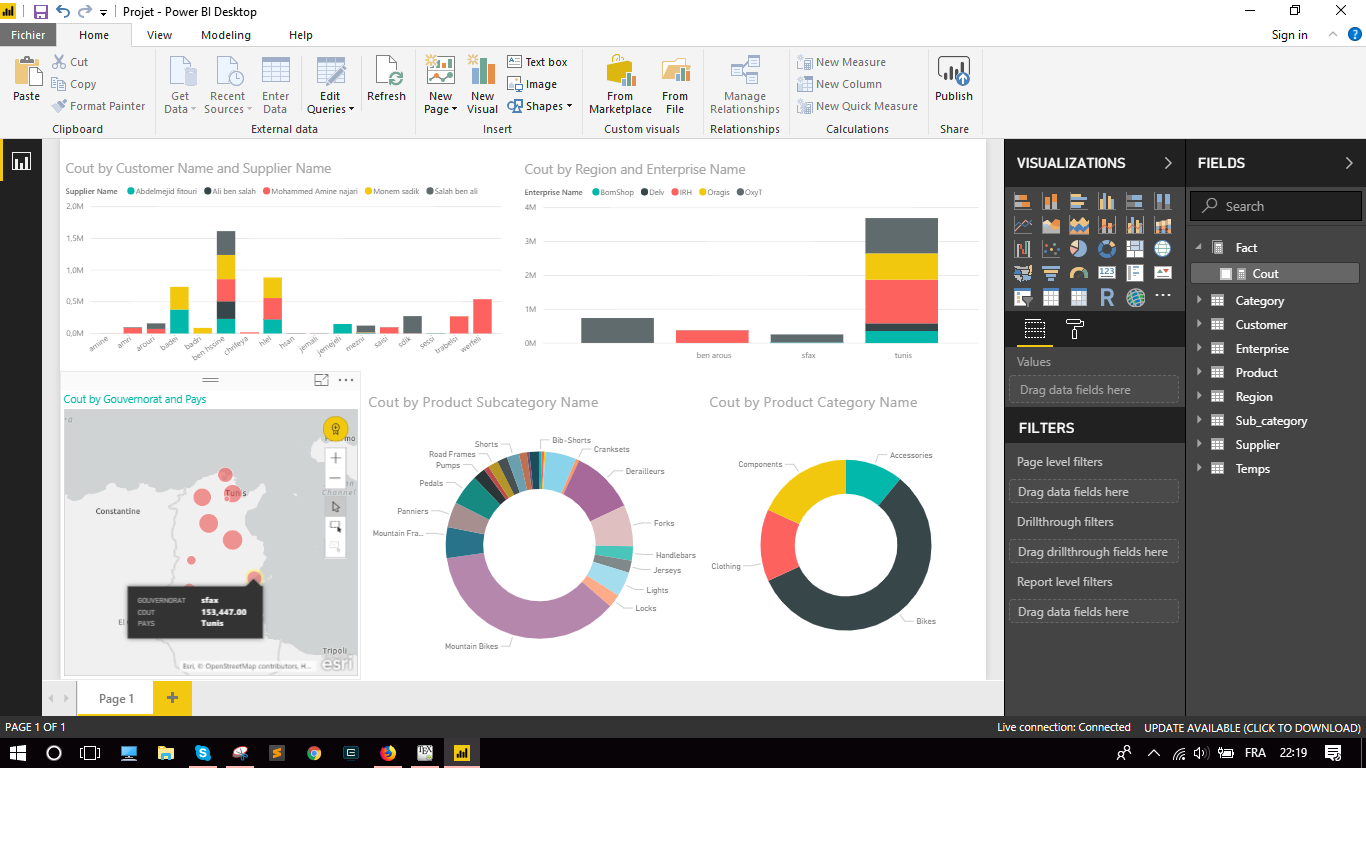 Projet - Power BI Desktop
Fichier Home View Modeling Help Sign in
Paste
Cut
Copy
Format Painter
Clipboard
Get Data
Recent Sources
Enter Data
External data
Edit Queries
Refresh
New Page
New Visual
Text box
Image
Shapes
Insert
From Marketplace
From File
Custom visuals
Manage Relationships
Relationships
New Measure
New Column
New Quick Measure
Calculations
Publish
Share
Cout by Customer Name and Supplier Name
Supplier Name Abdelmejid fitouri Ali ben salah Mohammed Amine najari Monem sadik Salah ben ali
2,0M
1,5M
1,0M
0,5M
0,0M
amine amri aroun badei badri ben hssine chrifeya hlel hsan jemali jemejeli mezni saisi sdik sessi trabelsi werfeli
Cout by Region and Enterprise Name
Enterprise Name BomShop Delv IRH Oragis OxyT
4M
3M
2M
1M
0M
ben arous sfax tunis
Cout by Gouvernorat and Pays
Constantine
Tunis
Channel
Tripoli
GOUVERNORAT sfax
COUT 153,447.00
PAYS Tunis
Esri, © OpenStreetMap contributors, H...
esri
Cout by Product Subcategory Name
Shorts
Road Frames
Pumps
Pedals
Panniers
Mountain Fra...
Mountain Bikes
Bib-Shorts
Cranksets
Derailleurs
Forks
Handlebars
Jerseys
Lights
Locks
Cout by Product Category Name
Components
Accessories
Clothing
Bikes
VISUALIZATIONS
123
R
Values
Drag data fields here
FILTERS
Page level filters
Drag data fields here
Drillthrough filters
Drag drillthrough fields here
Report level filters
Drag data fields here
FIELDS
Search
Fact
Cout
Category
Customer
Enterprise
Product
Region
Sub_category
Supplier
Temps
Page 1
PAGE 1 OF 1
Live connection: Connected UPDATE AVAILABLE (CLICK TO DOWNLOAD)
FRA 22:19